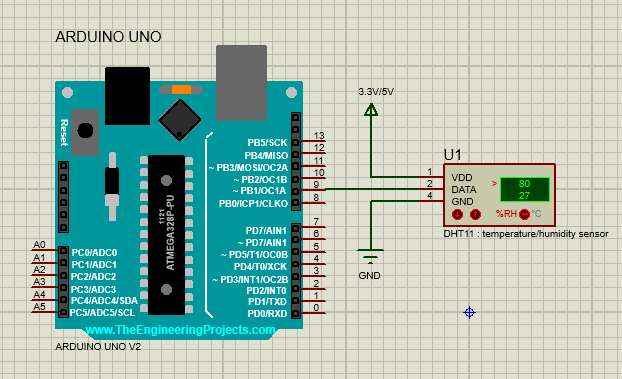 ARDUINO UNO
Reset
1121
ATMEGA328P-PU
A0
A1
A2
A3
A4
A5
PC0/ADC0
PC1/ADC1
PC2/ADC2
PC3/ADC3
PC4/ADC4/SDA
PC5/ADC5/SCL
PB5/SCK 13
PB4/MISO 12
~ PB3/MOSI/OC2A 11
~ PB2/OC1B 10
~ PB1/OC1A 9
PB0/ICP1/CLKO 8
PD7/AIN1 7
~ PD7/AIN1 6
~ PD5/T1/OC0B 5
PD4/T0/XCK 4
~ PD3/INT1/OC2B 3
PD2/INT0 2
PD1/TXD 1
PD0/RXD 0
www.TheEngineeringProjects.com
ARDUINO UNO V2
3.3V/5V
GND
U1
1 VDD
2 DATA
4 GND
> 80
27
%RH °C
DHT11 : temperature/humidity sensor